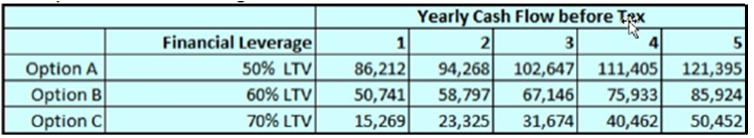 Yearly Cash Flow before Tax
Financial Leverage 1 2 3 4 5
Option A 50% LTV 86,212 94,268 102,647 111,405 121,395
Option B 60% LTV 50,741 58,797 67,146 75,933 85,924
Option C 70% LTV 15,269 23,325 31,674 40,462 50,452